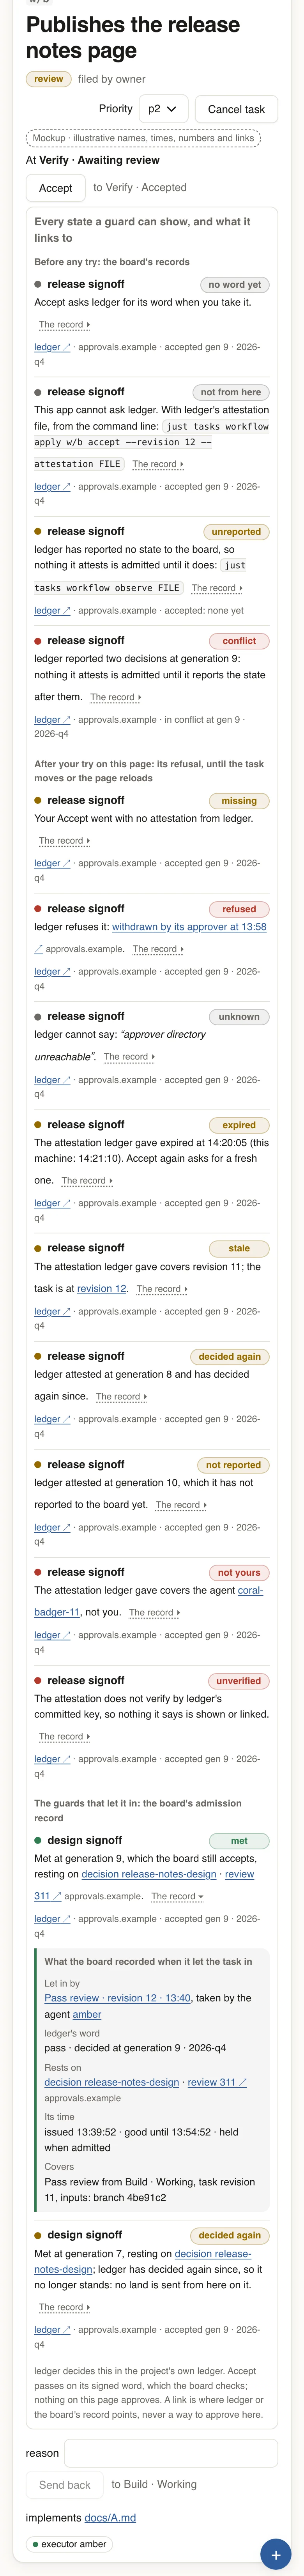 Publishes the release
notes page
review filed by owner
Priority p2 Cancel task
Mockup · illustrative names, times, numbers and links
At Verify · Awaiting review
Accept to Verify · Accepted
Every state a guard can show, and what it
links to
Before any try: the board's records
release signoff no word yet
Accept asks ledger for its word when you take it.
The record
ledger ↗ · approvals.example · accepted gen 9 · 2026-
q4
release signoff not from here
This app cannot ask ledger. With ledger's attestation
file, from the command line: just tasks workflow
apply w/b accept --revision 12 --
attestation FILE The record
ledger ↗ · approvals.example · accepted gen 9 · 2026-
q4
release signoff unreported
ledger has reported no state to the board, so
nothing it attests is admitted until it does: just
tasks workflow observe FILE The record
ledger ↗ · approvals.example · accepted: none yet
release signoff conflict
ledger reported two decisions at generation 9:
nothing it attests is admitted until it reports the state
after them. The record
ledger ↗ · approvals.example · in conflict at gen 9 ·
2026-q4
After your try on this page: its refusal, until the task
moves or the page reloads
release signoff missing
Your Accept went with no attestation from ledger.
The record
ledger ↗ · approvals.example · accepted gen 9 · 2026-
q4
release signoff refused
ledger refuses it: withdrawn by its approver at 13:58
↗ approvals.example. The record
ledger ↗ · approvals.example · accepted gen 9 · 2026-
q4
release signoff unknown
ledger cannot say: “approver directory
unreachable”. The record
ledger ↗ · approvals.example · accepted gen 9 · 2026-
q4
release signoff expired
The attestation ledger gave expired at 14:20:05 (this
machine: 14:21:10). Accept again asks for a fresh
one. The record
ledger ↗ · approvals.example · accepted gen 9 · 2026-
q4
release signoff stale
The attestation ledger gave covers revision 11; the
task is at revision 12. The record
ledger ↗ · approvals.example · accepted gen 9 · 2026-
q4
release signoff decided again
ledger attested at generation 8 and has decided
again since. The record
ledger ↗ · approvals.example · accepted gen 9 · 2026-
q4
release signoff not reported
ledger attested at generation 10, which it has not
reported to the board yet. The record
ledger ↗ · approvals.example · accepted gen 9 · 2026-
q4
release signoff not yours
The attestation ledger gave covers the agent coral-
badger-11, not you. The record
ledger ↗ · approvals.example · accepted gen 9 · 2026-
q4
release signoff unverified
The attestation does not verify by ledger's
committed key, so nothing it says is shown or linked.
The record
ledger ↗ · approvals.example · accepted gen 9 · 2026-
q4
The guards that let it in: the board's admission
record
design signoff met
Met at generation 9, which the board still accepts,
resting on decision release-notes-design · review
311 ↗ approvals.example. The record
ledger ↗ · approvals.example · accepted gen 9 · 2026-
q4
What the board recorded when it let the task in
Let in by
Pass review · revision 12 · 13:40, taken by the
agent amber
ledger's word
pass · decided at generation 9 · 2026-q4
Rests on
decision release-notes-design · review 311 ↗
approvals.example
Its time
issued 13:39:52 · good until 13:54:52 · held
when admitted
Covers
Pass review from Build · Working, task revision
11, inputs: branch 4be91c2
design signoff decided again
Met at generation 7, resting on decision release-
notes-design; ledger has decided again since, so it
no longer stands: no land is sent from here on it.
The record
ledger ↗ · approvals.example · accepted gen 9 · 2026-
q4
ledger decides this in the project's own ledger. Accept
passes on its signed word, which the board checks;
nothing on this page approves. A link is where ledger or
the board's record points, never a way to approve here.
reason
Send back to Build · Working
implements docs/A.md
executor amber
+